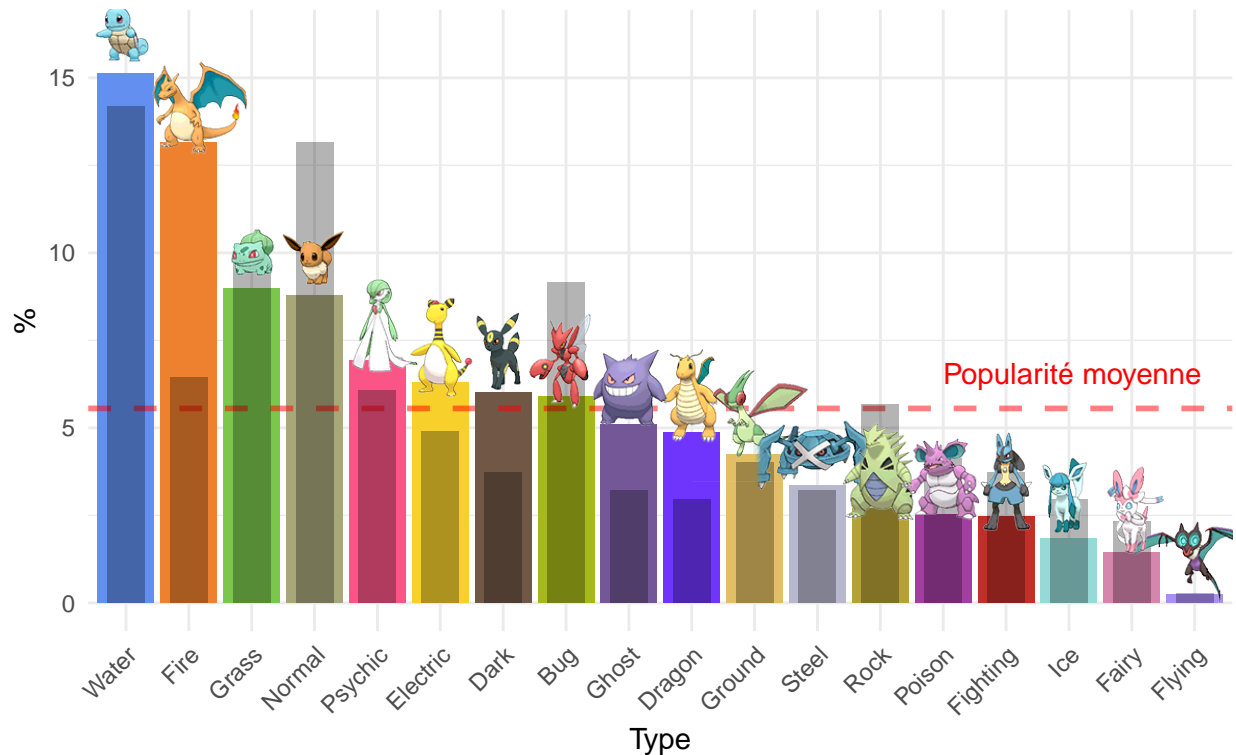 15
10
5
0
%
Popularité moyenne
Water
Fire
Grass
Normal
Psychic
Electric
Dark
Bug
Ghost
Dragon
Ground
Steel
Rock
Poison
Fighting
Ice
Fairy
Flying
Type